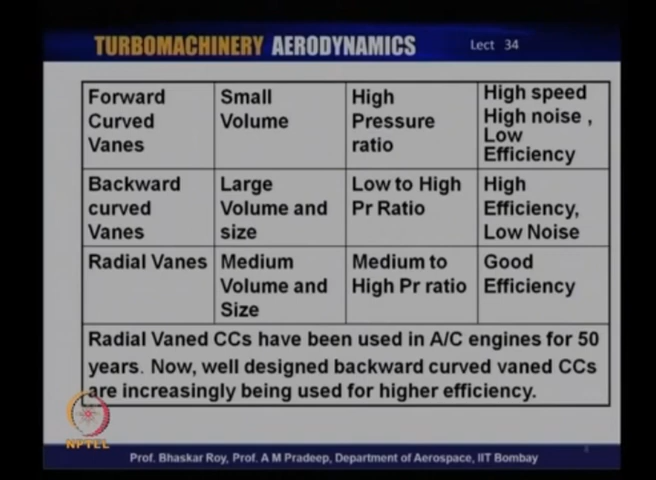 TURBOMACHINERY AERODYNAMICS Lect 34
Forward
Curved
Vanes
Small
Volume
High
Pressure
ratio
High speed
High noise ,
Low
Efficiency
Backward
curved
Vanes
Large
Volume and
size
Low to High
Pr Ratio
High
Efficiency,
Low Noise
Radial Vanes
Medium
Volume and
Size
Medium to
High Pr ratio
Good
Efficiency
Radial Vaned CCs have been used in A/C engines for 50
years. Now, well designed backward curved vaned CCs
are increasingly being used for higher efficiency.
NPTEL
Prof. Bhaskar Roy, Prof. A M Pradeep, Department of Aerospace, IIT Bombay